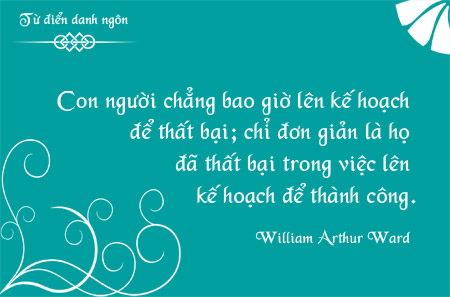 Từ điển danh ngôn
Con người chẳng bao giờ lên kế hoạch
để thất bại; chỉ đơn giản là họ
đã thất bại trong việc lên
kế hoạch để thành công.
William Arthur Ward